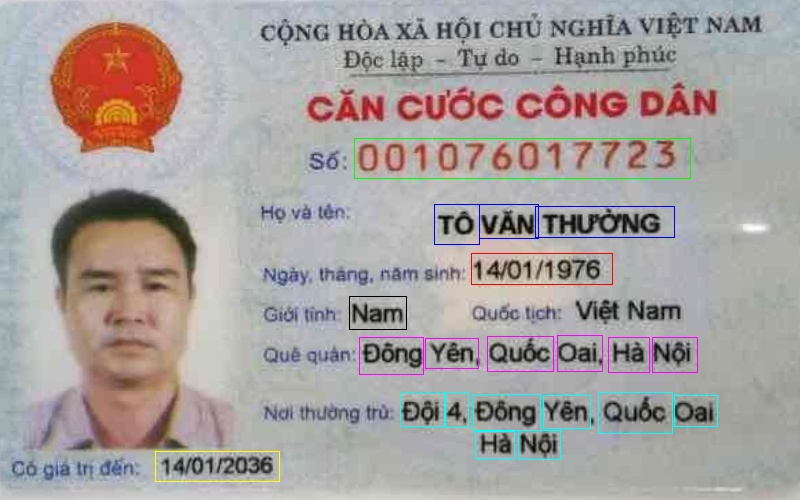 CỘNG HÒA XÃ HỘI CHỦ NGHĨA VIỆT NAM
Độc lập - Tự do - Hạnh phúc
CĂN CƯỚC CÔNG DÂN
Số: 001076017723
Họ và tên: TÔ VĂN THƯỜNG
Ngày, tháng, năm sinh: 14/01/1976
Giới tính: Nam Quốc tịch: Việt Nam
Quê quán: Đông Yên, Quốc Oai, Hà Nội
Nơi thường trú: Đội 4, Đông Yên, Quốc Oai
Hà Nội
Có giá trị đến: 14/01/2036